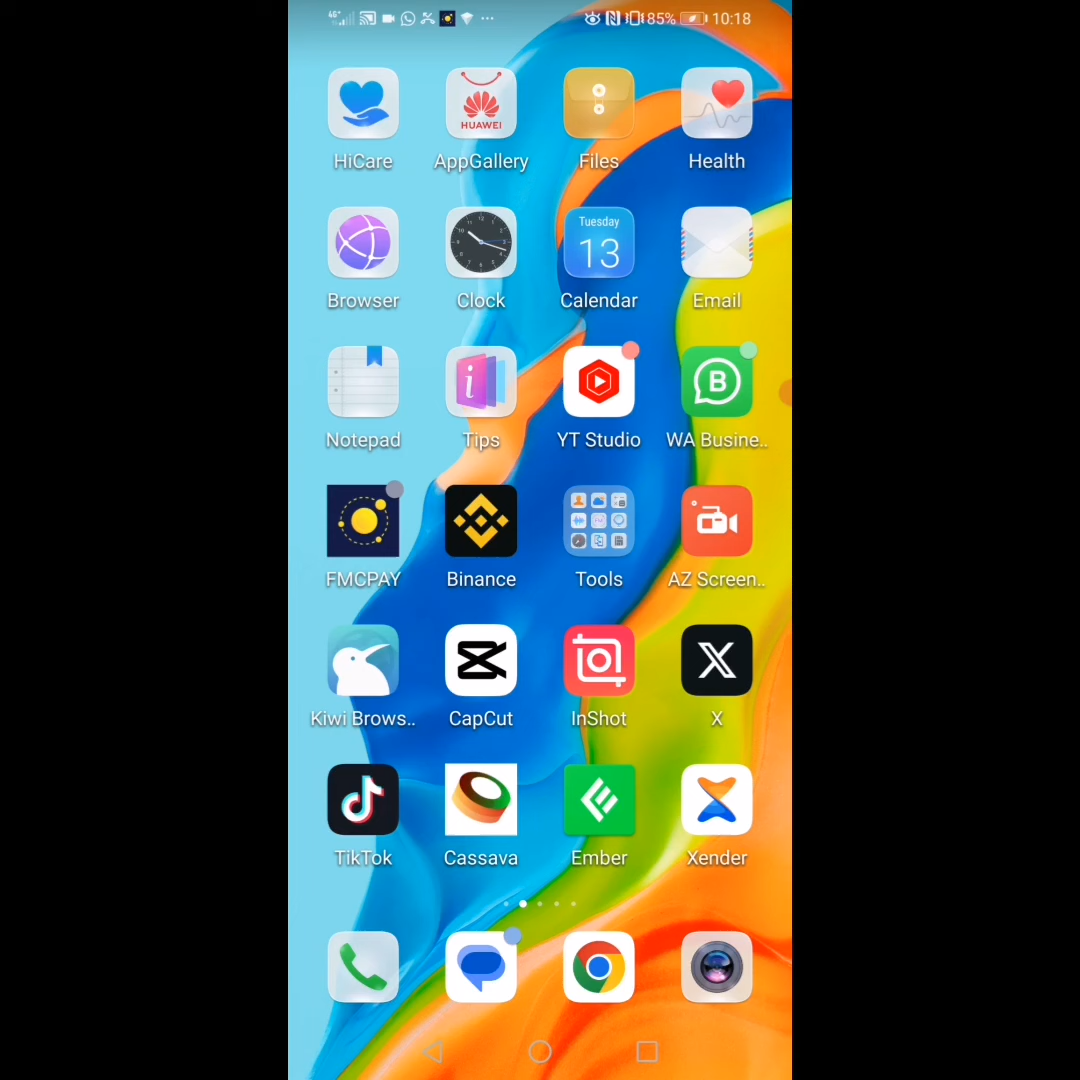 4G+ 85% 10:18
HUAWEI
HiCare AppGallery Files Health
Tuesday
13
Browser Clock Calendar Email
i
B
Notepad Tips YT Studio WA Busine..
FMCPAY Binance Tools AZ Screen..
X
Kiwi Brows.. CapCut InShot X
TikTok Cassava Ember Xender